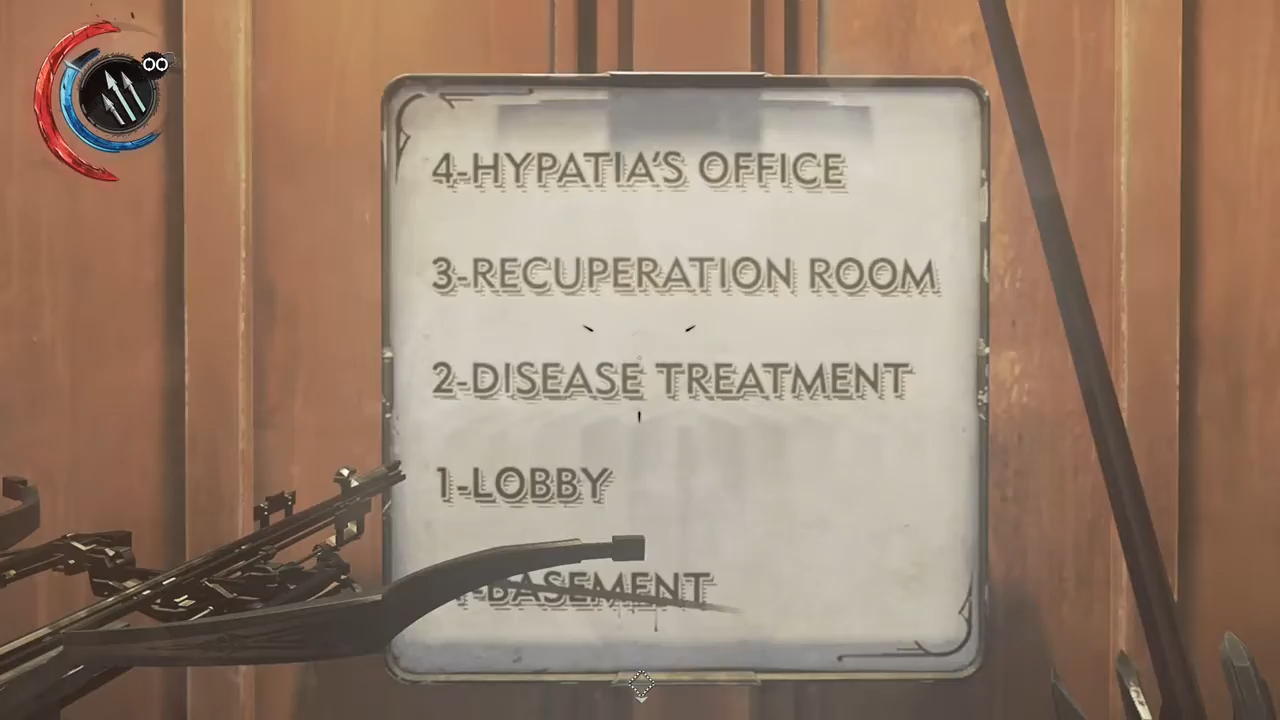 4-HYPATIA'S OFFICE
3-RECUPERATION ROOM
2-DISEASE TREATMENT
1-LOBBY
-BASEMENT